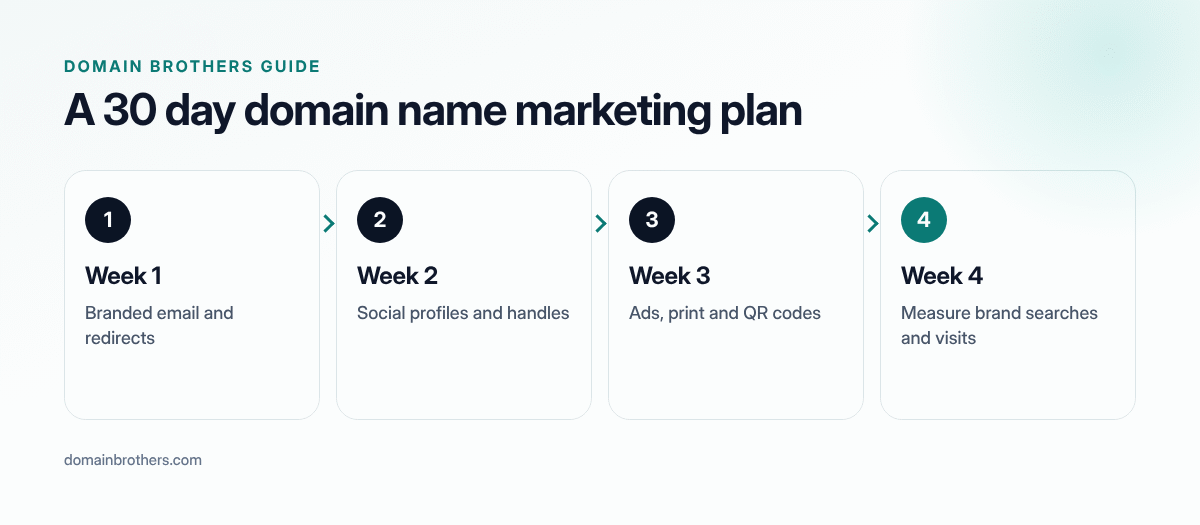 DOMAIN BROTHERS GUIDE
A 30 day domain name marketing plan
1
Week 1
Branded email and
redirects
2
Week 2
Social profiles and handles
3
Week 3
Ads, print and QR codes
4
Week 4
Measure brand searches
and visits
domainbrothers.com